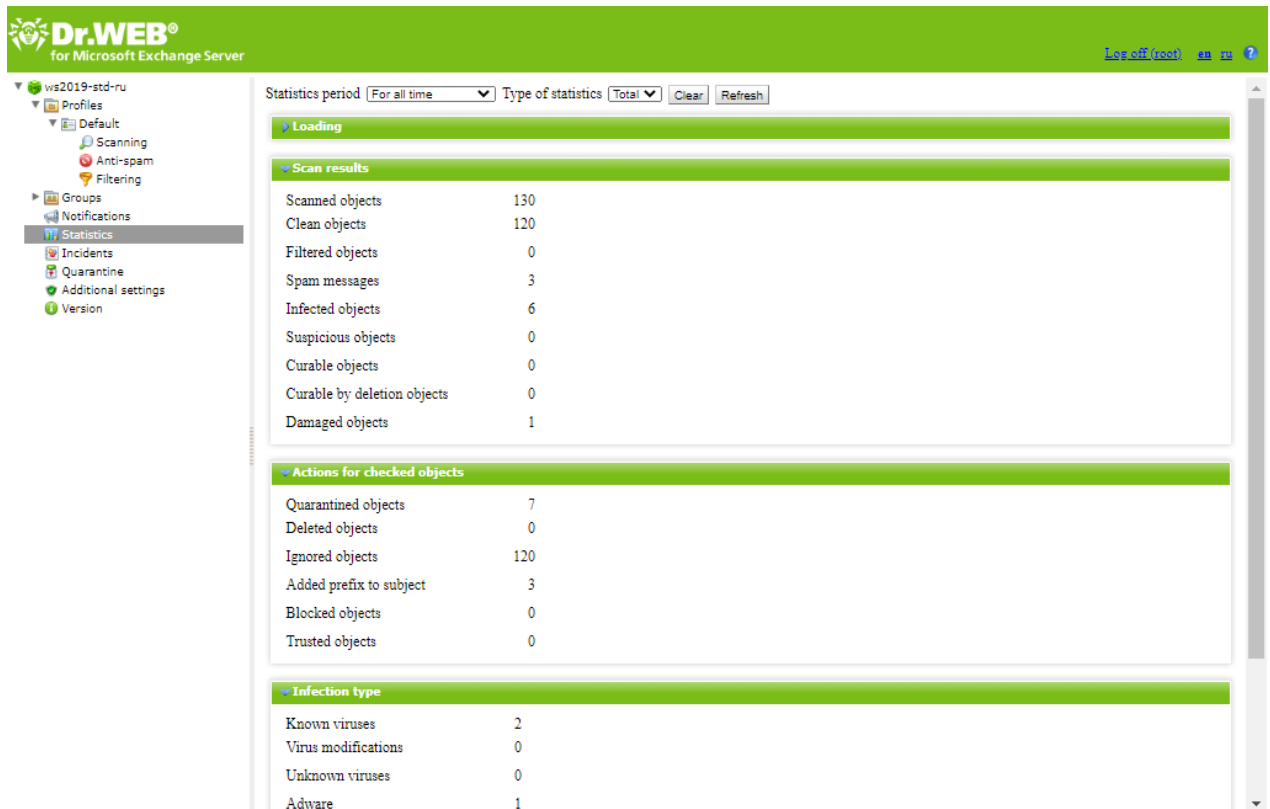 Dr.WEB®
for Microsoft Exchange Server
Log off (root) en ru ?
ws2019-std-ru
Profiles
Default
Scanning
Anti-spam
Filtering
Groups
Notifications
Statistics
Incidents
Quarantine
Additional settings
Version
Statistics period For all time Type of statistics Total Clear Refresh
Loading
Scan results
Scanned objects 130
Clean objects 120
Filtered objects 0
Spam messages 3
Infected objects 6
Suspicious objects 0
Curable objects 0
Curable by deletion objects 0
Damaged objects 1
Actions for checked objects
Quarantined objects 7
Deleted objects 0
Ignored objects 120
Added prefix to subject 3
Blocked objects 0
Trusted objects 0
Infection type
Known viruses 2
Virus modifications 0
Unknown viruses 0
Adware 1